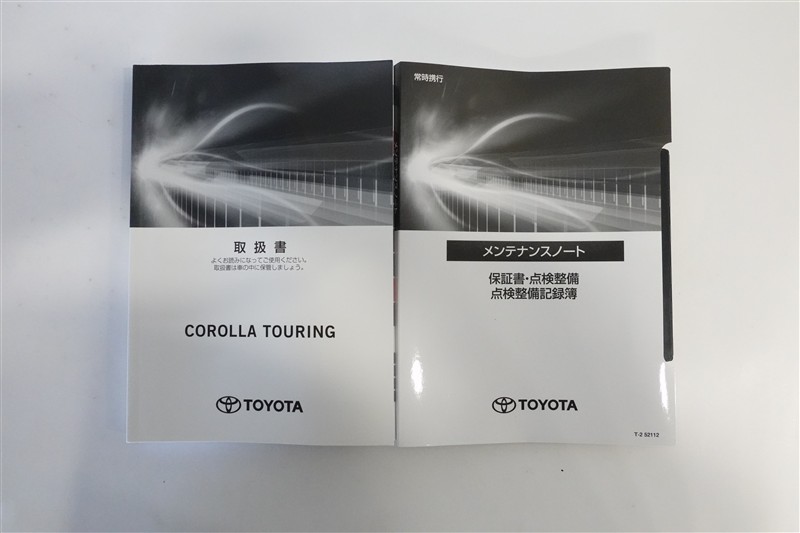 取扱書
よくお読みになってご使用ください。
取扱書は車の中に保管しましょう。
COROLLA TOURING
TOYOTA
常時携行
メンテナンスノート
保証書・点検整備
点検整備記録簿
TOYOTA
T-2 S2112